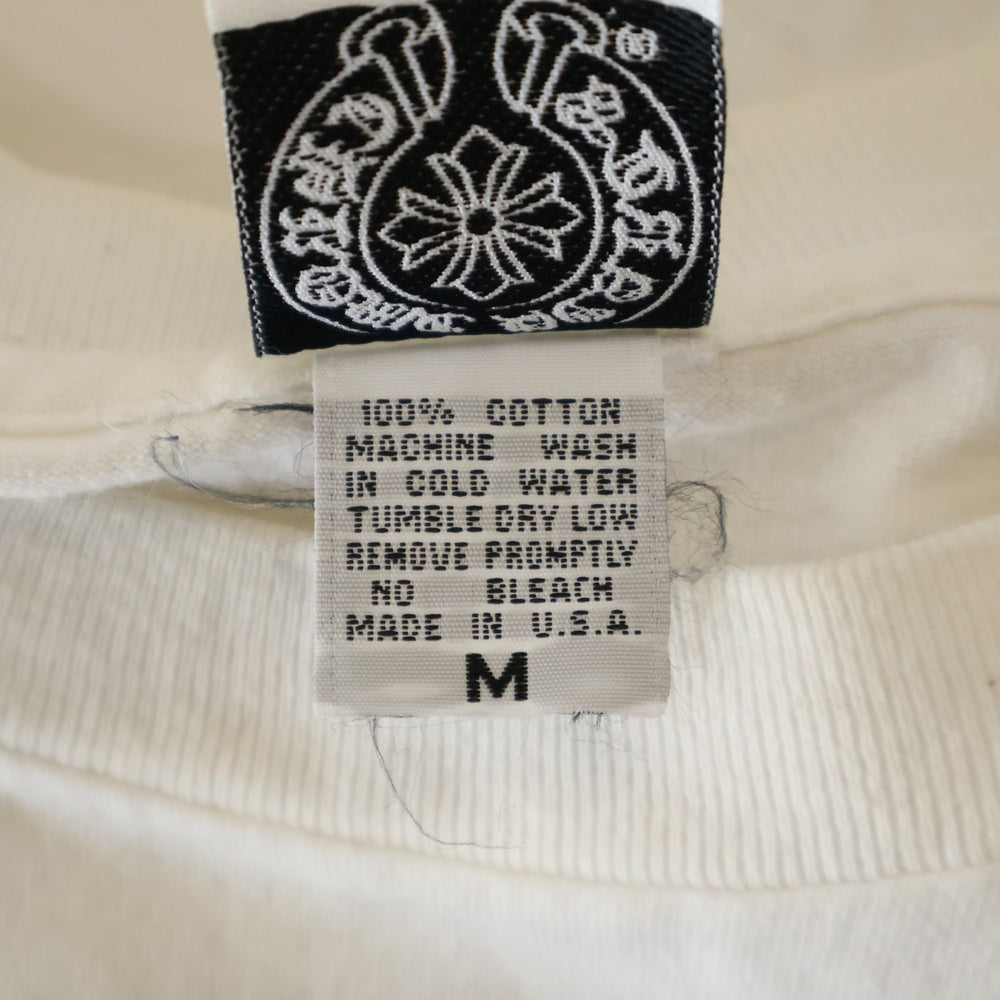 ®
100% COTTON
MACHINE WASH
IN COLD WATER
TUMBLE DRY LOW
REMOVE PROMPTLY
NO BLEACH
MADE IN U.S.A.
M